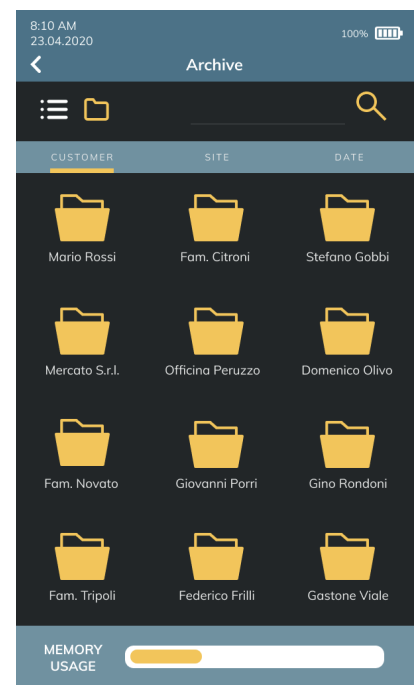 8:10 AM
23.04.2020
100%
Archive
CUSTOMER SITE DATE
Mario Rossi Fam. Citroni Stefano Gobbi
Mercato S.r.l. Officina Peruzzo Domenico Olivo
Fam. Novato Giovanni Porri Gino Rondoni
Fam. Tripoli Federico Frilli Gastone Viale
MEMORY
USAGE